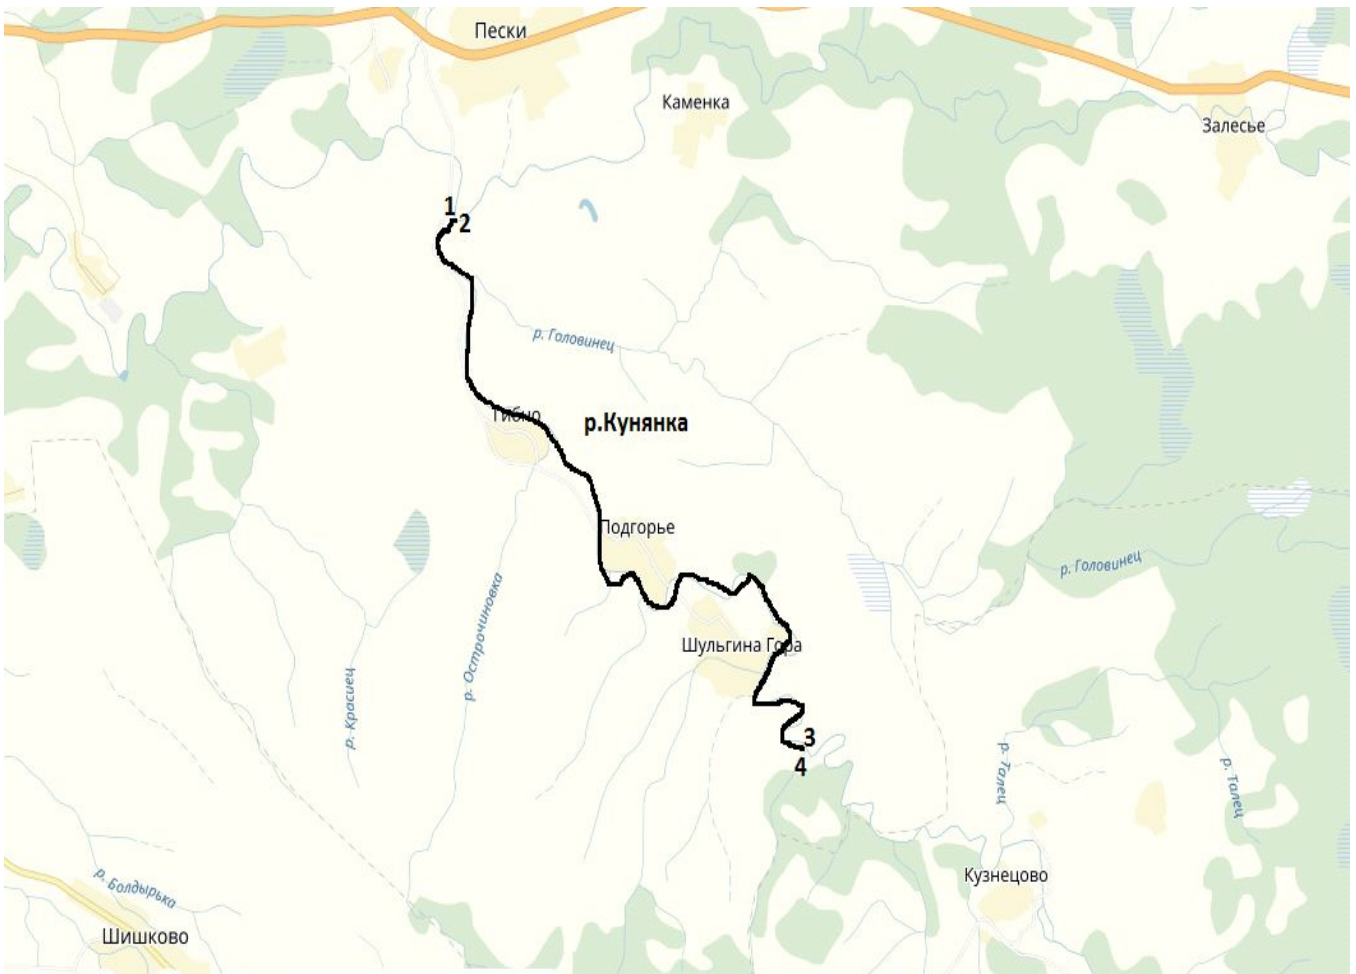 Пески
Каменка
Залесье
1
2
р. Головинец
Гибно
р.Кунянка
Подгорье
р. Головинец
р. Острочиновка
Шульгина Гора
р. Красиец
3
4
р. Талец
р. Талец
Кузнецово
р. Болдырька
Шишково